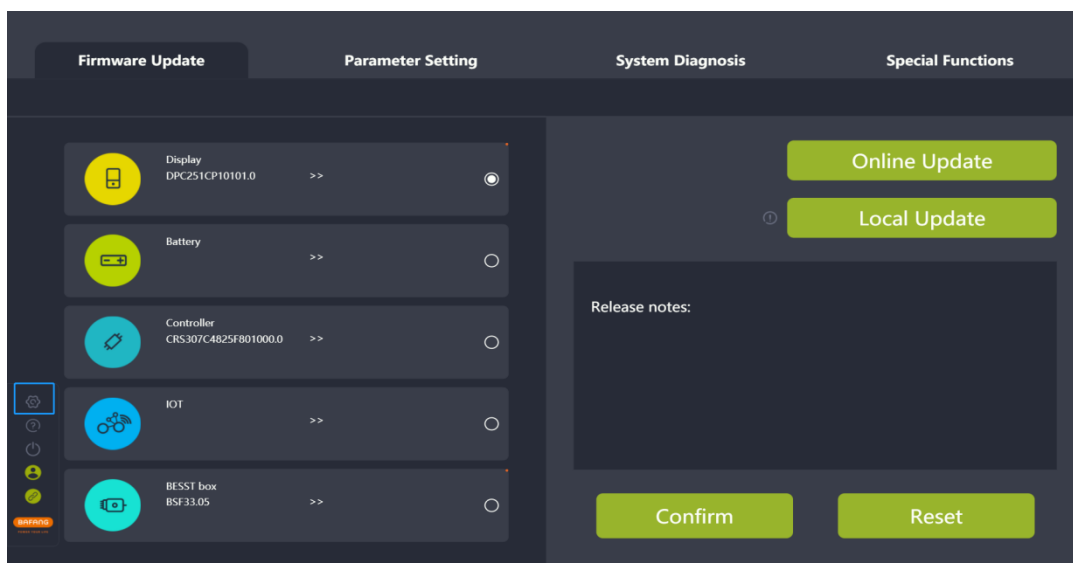 Firmware Update
Parameter Setting
System Diagnosis
Special Functions
Display
DPC251CP10101.0 >>
Battery
>>
Controller
CRS307C4825F801000.0 >>
IOT
>>
BESST box
BSF33.05 >>
Online Update
Local Update
Release notes:
Confirm
Reset
BAFANG